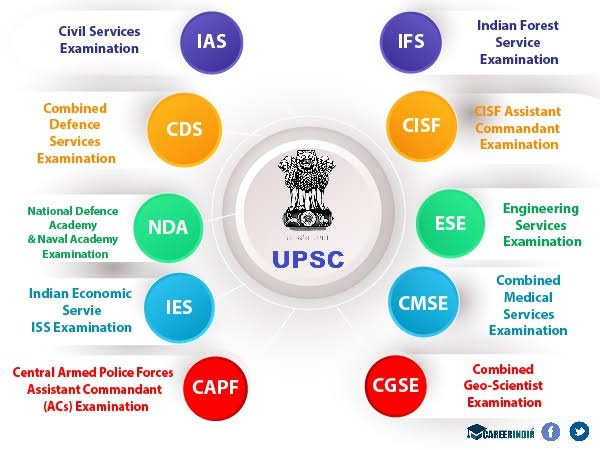 Civil Services
Examination
IAS
IFS
Indian Forest
Service
Examination
Combined
Defence
Services
Examination
CDS
CISF
CISF Assistant
Commandant
Examination
National Defence
Academy
& Naval Academy
Examination
NDA
ESE
Engineering
Services
Examination
UPSC
Indian Economic
Servie
ISS Examination
IES
CMSE
Combined
Medical
Services
Examination
Central Armed Police Forces
Assistant Commandant
(ACs) Examination
CAPF
CGSE
Combined
Geo-Scientist
Examination
CAREERINDIA